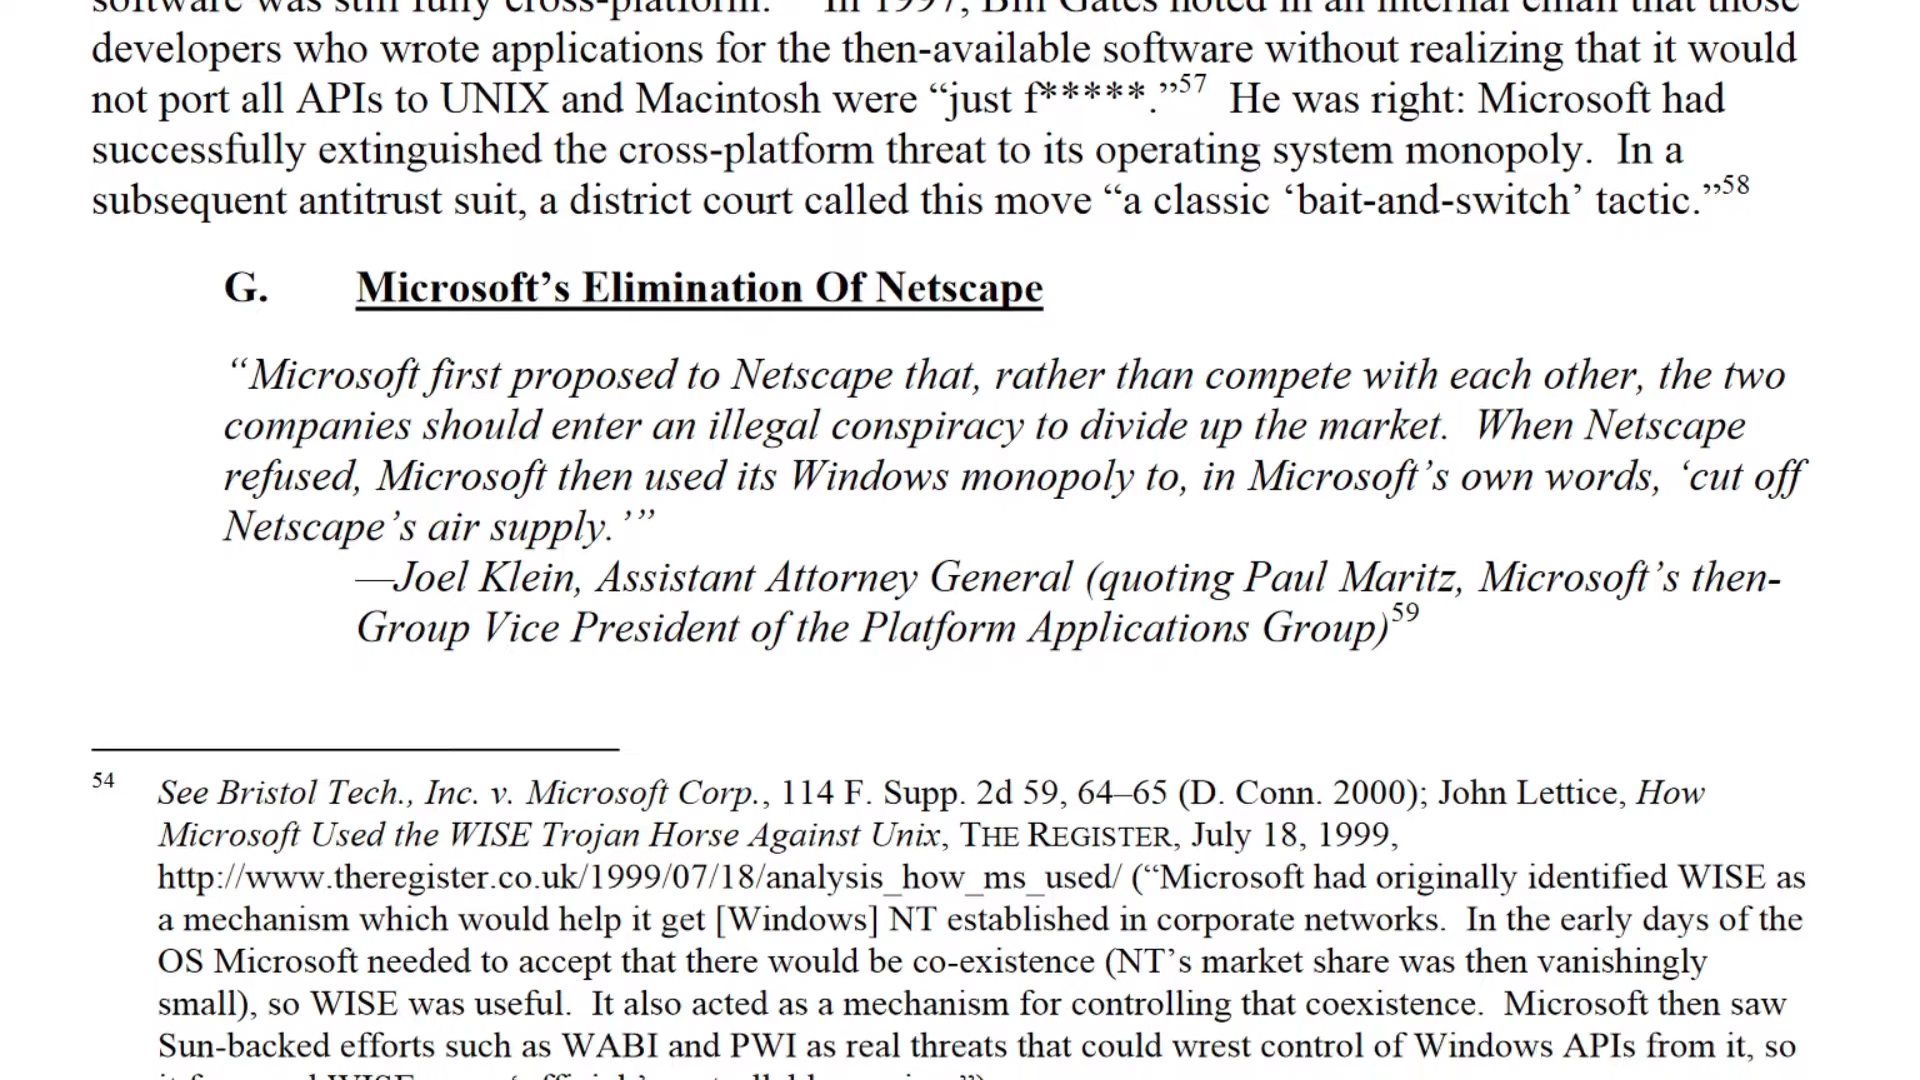 software was still fully cross-platform. In 1997, Bill Gates noted in an internal email that those
developers who wrote applications for the then-available software without realizing that it would
not port all APIs to UNIX and Macintosh were “just f*****.”57 He was right: Microsoft had
successfully extinguished the cross-platform threat to its operating system monopoly. In a
subsequent antitrust suit, a district court called this move “a classic ‘bait-and-switch’ tactic.”58
G. Microsoft’s Elimination Of Netscape
“Microsoft first proposed to Netscape that, rather than compete with each other, the two
companies should enter an illegal conspiracy to divide up the market. When Netscape
refused, Microsoft then used its Windows monopoly to, in Microsoft’s own words, ‘cut off
Netscape’s air supply.’”
—Joel Klein, Assistant Attorney General (quoting Paul Maritz, Microsoft’s then-
Group Vice President of the Platform Applications Group)59
54 See Bristol Tech., Inc. v. Microsoft Corp., 114 F. Supp. 2d 59, 64–65 (D. Conn. 2000); John Lettice, How
Microsoft Used the WISE Trojan Horse Against Unix, THE REGISTER, July 18, 1999,
http://www.theregister.co.uk/1999/07/18/analysis_how_ms_used/ (“Microsoft had originally identified WISE as
a mechanism which would help it get [Windows] NT established in corporate networks. In the early days of the
OS Microsoft needed to accept that there would be co-existence (NT’s market share was then vanishingly
small), so WISE was useful. It also acted as a mechanism for controlling that coexistence. Microsoft then saw
Sun-backed efforts such as WABI and PWI as real threats that could wrest control of Windows APIs from it, so